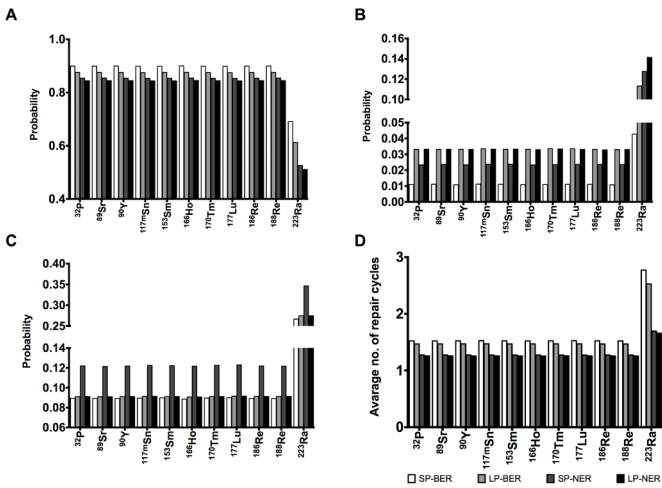 A
Probability
1.0
0.8
0.6
0.4
³²P
⁸⁹Sr
⁹⁰Y
¹¹⁷ᵐSn
¹⁵³Sm
¹⁶⁶Ho
¹⁷⁰Tm
¹⁷⁷Lu
¹⁸⁶Re
¹⁸⁸Re
²²³Ra
B
Probability
0.16
0.14
0.12
0.10
0.05
0.04
0.03
0.02
0.01
0.00
³²P
⁸⁹Sr
⁹⁰Y
¹¹⁷ᵐSn
¹⁵³Sm
¹⁶⁶Ho
¹⁷⁰Tm
¹⁷⁷Lu
¹⁸⁶Re
¹⁸⁸Re
²²³Ra
C
Probability
0.40
0.35
0.30
0.25
0.14
0.12
0.10
0.08
0.06
³²P
⁸⁹Sr
⁹⁰Y
¹¹⁷ᵐSn
¹⁵³Sm
¹⁶⁶Ho
¹⁷⁰Tm
¹⁷⁷Lu
¹⁸⁶Re
¹⁸⁸Re
²²³Ra
D
Avarage no. of repair cycles
3
2
1
0
³²P
⁸⁹Sr
⁹⁰Y
¹¹⁷ᵐSn
¹⁵³Sm
¹⁶⁶Ho
¹⁷⁰Tm
¹⁷⁷Lu
¹⁸⁶Re
¹⁸⁸Re
²²³Ra
SP-BER LP-BER SP-NER LP-NER